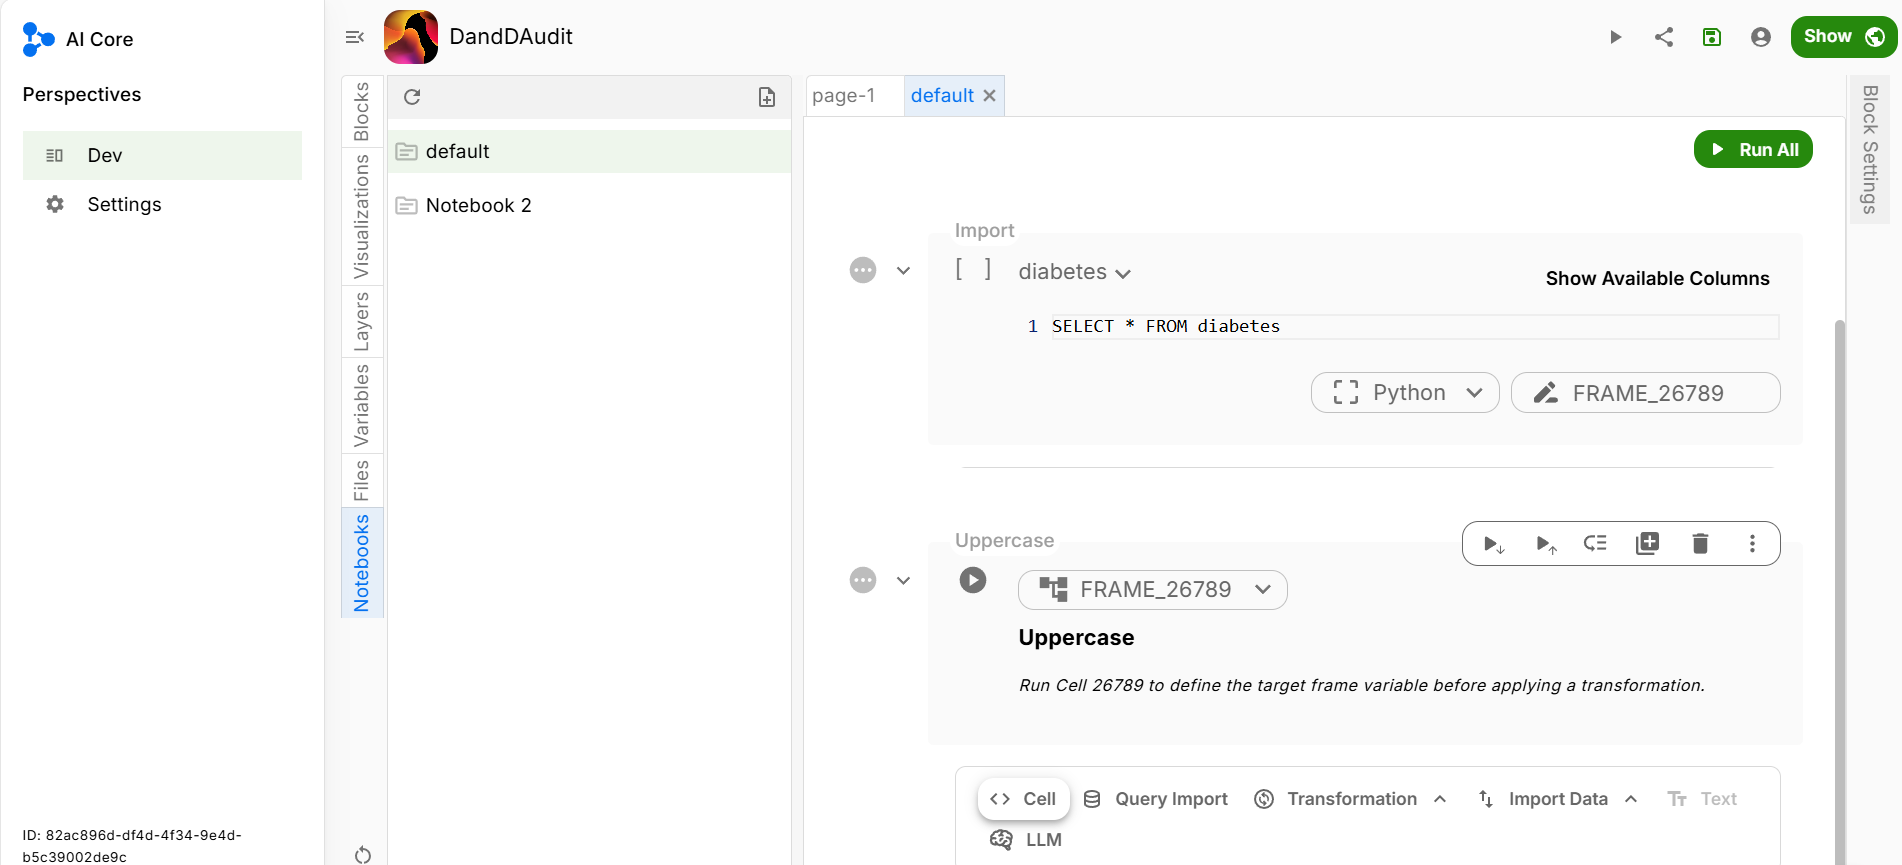 AI Core
Perspectives
Dev
Settings
ID: 82ac896d-df4d-4f34-9e4d-
b5c39002de9c
DandDAudit
Show
Blocks
Visualizations
Layers
Variables
Files
Notebooks
default
Notebook 2
page-1
default
Run All
Block Settings
Import
[ ]
diabetes
Show Available Columns
1 SELECT * FROM diabetes
Python
FRAME_26789
Uppercase
FRAME_26789
Uppercase
Run Cell 26789 to define the target frame variable before applying a transformation.
Cell
Query Import
Transformation
Import Data
Text
LLM